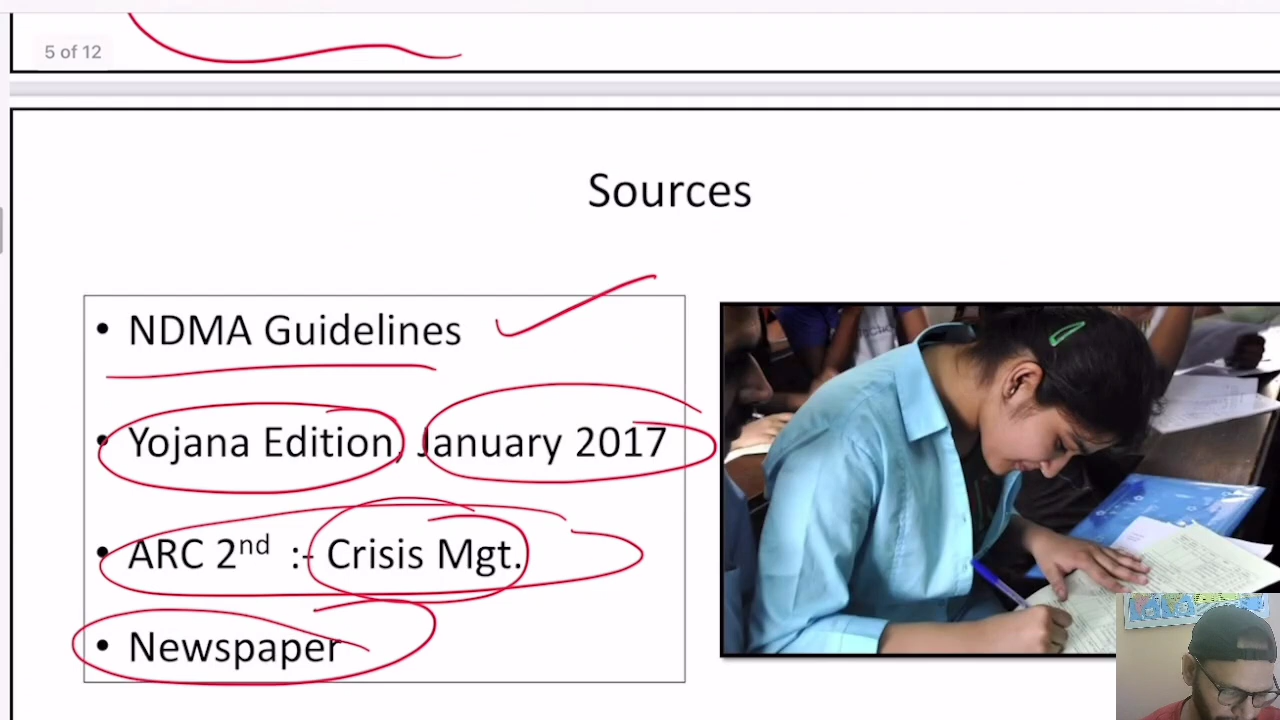 5 of 12
Sources
• NDMA Guidelines
• Yojana Edition, January 2017
• ARC 2nd :- Crisis Mgt.
• Newspaper